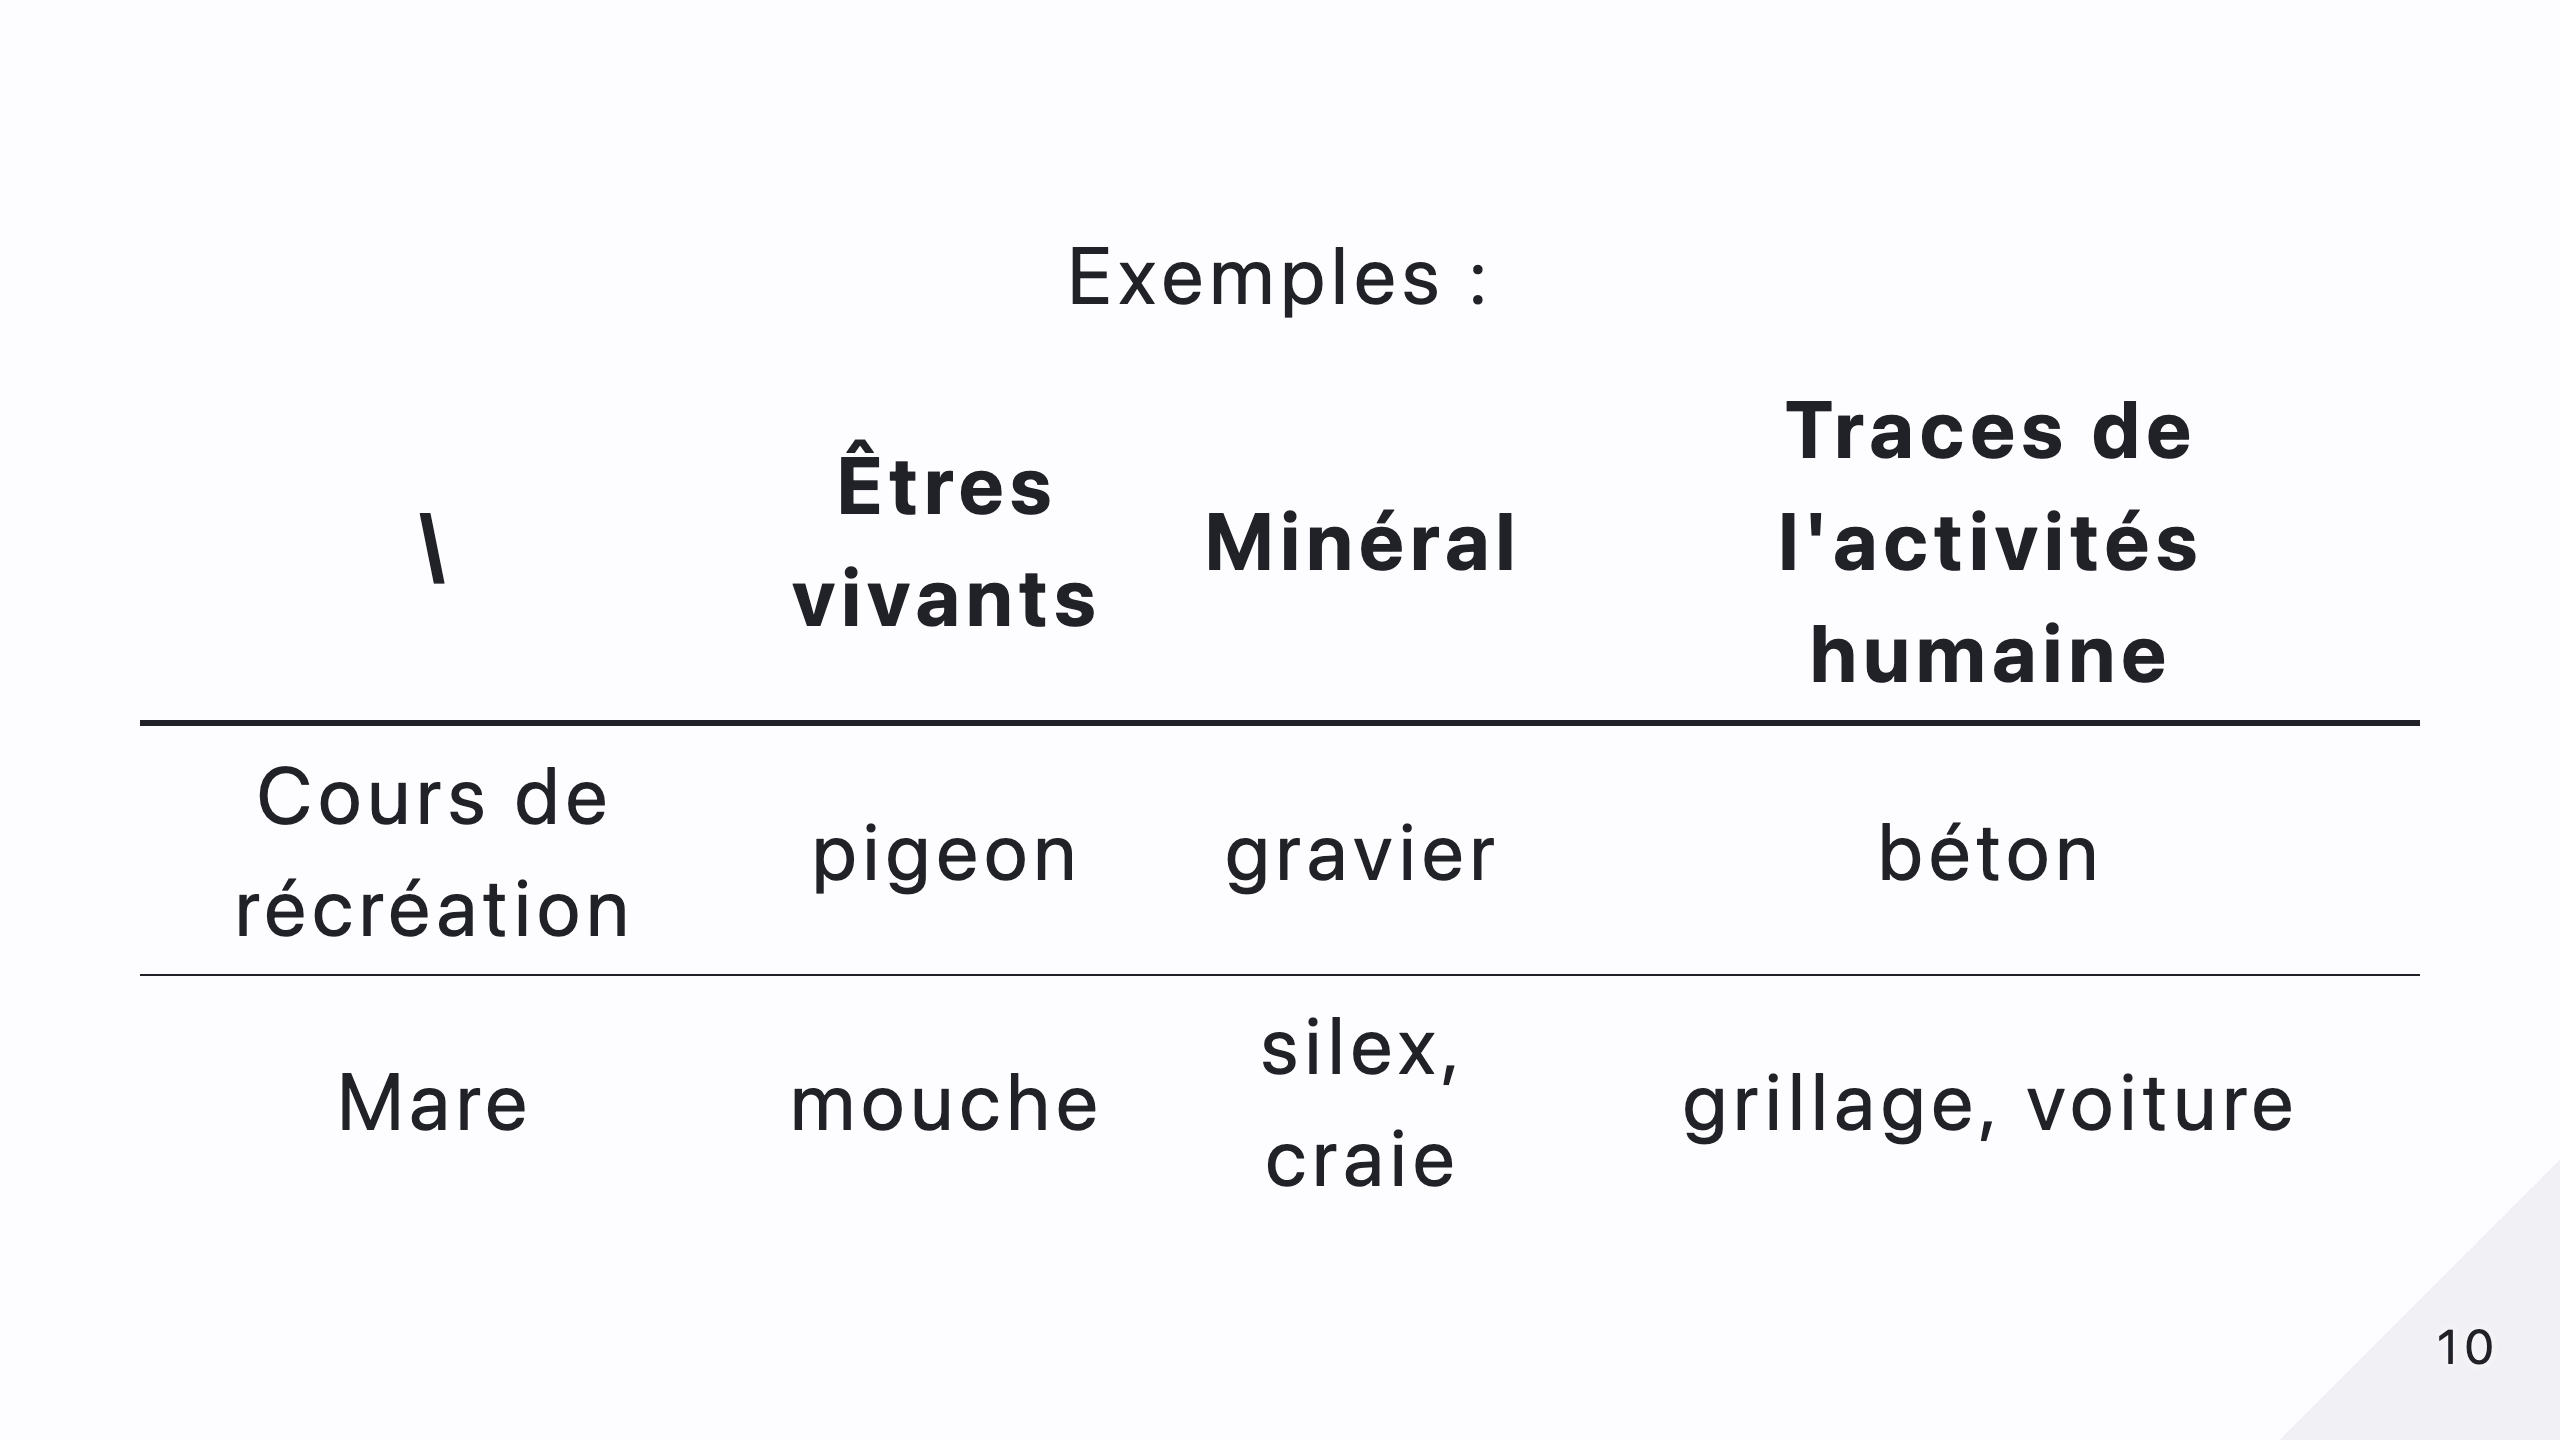 Exemples :
\
Êtres
vivants
Minéral
Traces de
l'activités
humaine
Cours de
récréation
pigeon
gravier
béton
Mare
mouche
silex,
craie
grillage, voiture
10